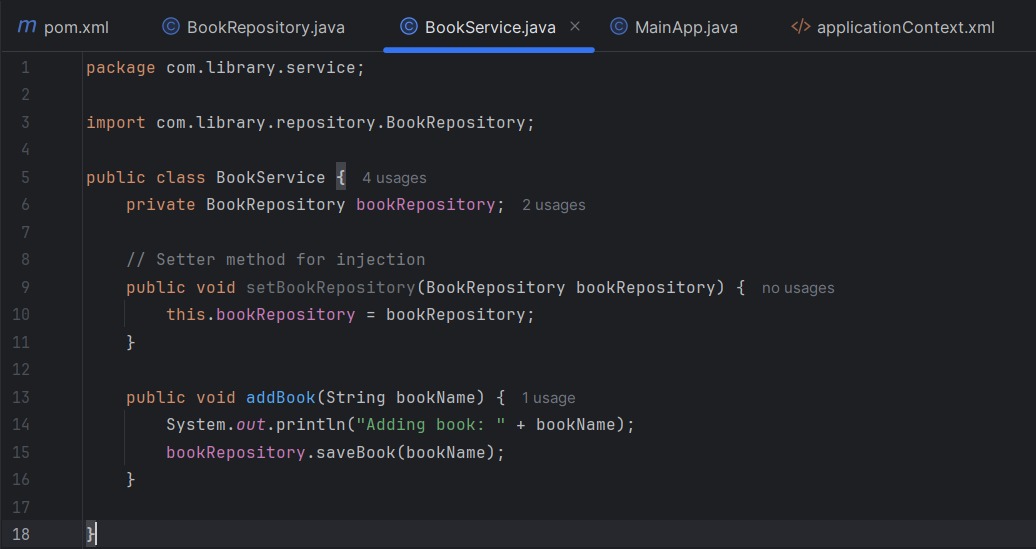 m pom.xml © BookRepository.java © BookService.java × © MainApp.java </> applicationContext.xml
1 package com.library.service;
2
3 import com.library.repository.BookRepository;
4
5 public class BookService { 4 usages
6 private BookRepository bookRepository; 2 usages
7
8 // Setter method for injection
9 public void setBookRepository(BookRepository bookRepository) { no usages
10 this.bookRepository = bookRepository;
11 }
12
13 public void addBook(String bookName) { 1 usage
14 System.out.println("Adding book: " + bookName);
15 bookRepository.saveBook(bookName);
16 }
17
18 }